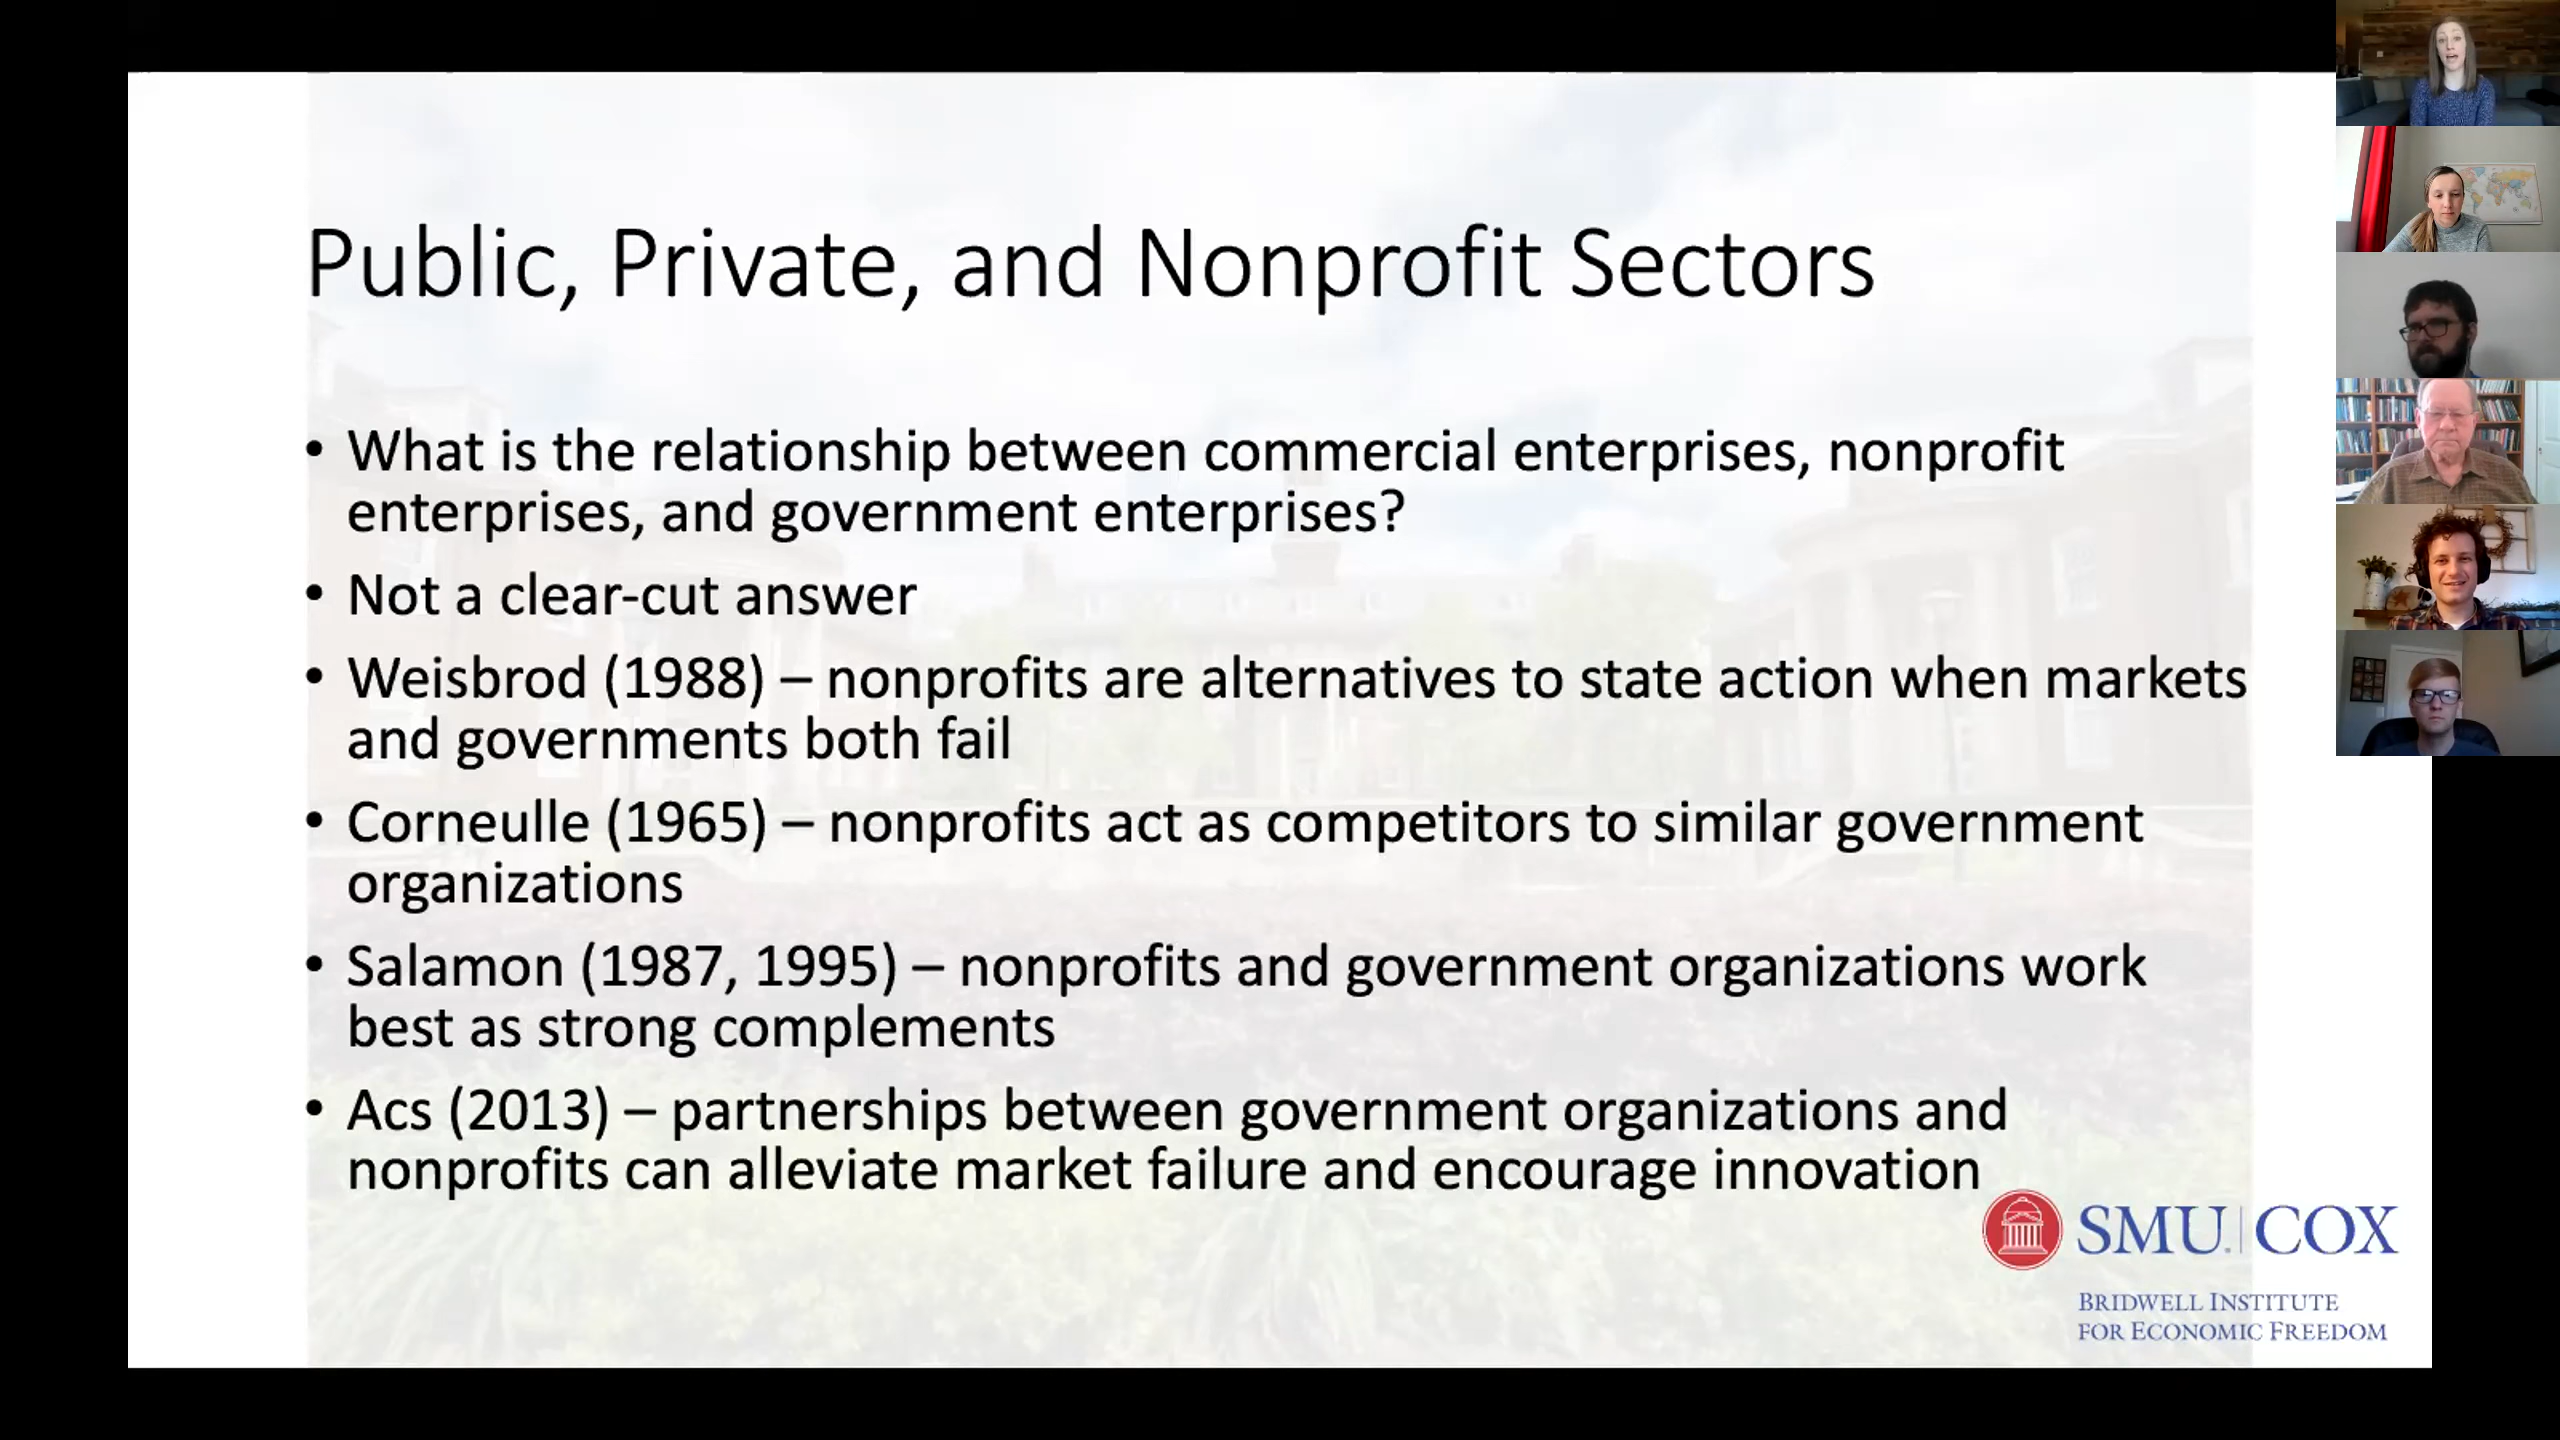 Public, Private, and Nonprofit Sectors
• What is the relationship between commercial enterprises, nonprofit
enterprises, and government enterprises?
• Not a clear-cut answer
• Weisbrod (1988) – nonprofits are alternatives to state action when markets
and governments both fail
• Corneulle (1965) – nonprofits act as competitors to similar government
organizations
• Salamon (1987, 1995) – nonprofits and government organizations work
best as strong complements
• Acs (2013) – partnerships between government organizations and
nonprofits can alleviate market failure and encourage innovation
SMU. | COX
BRIDWELL INSTITUTE
FOR ECONOMIC FREEDOM